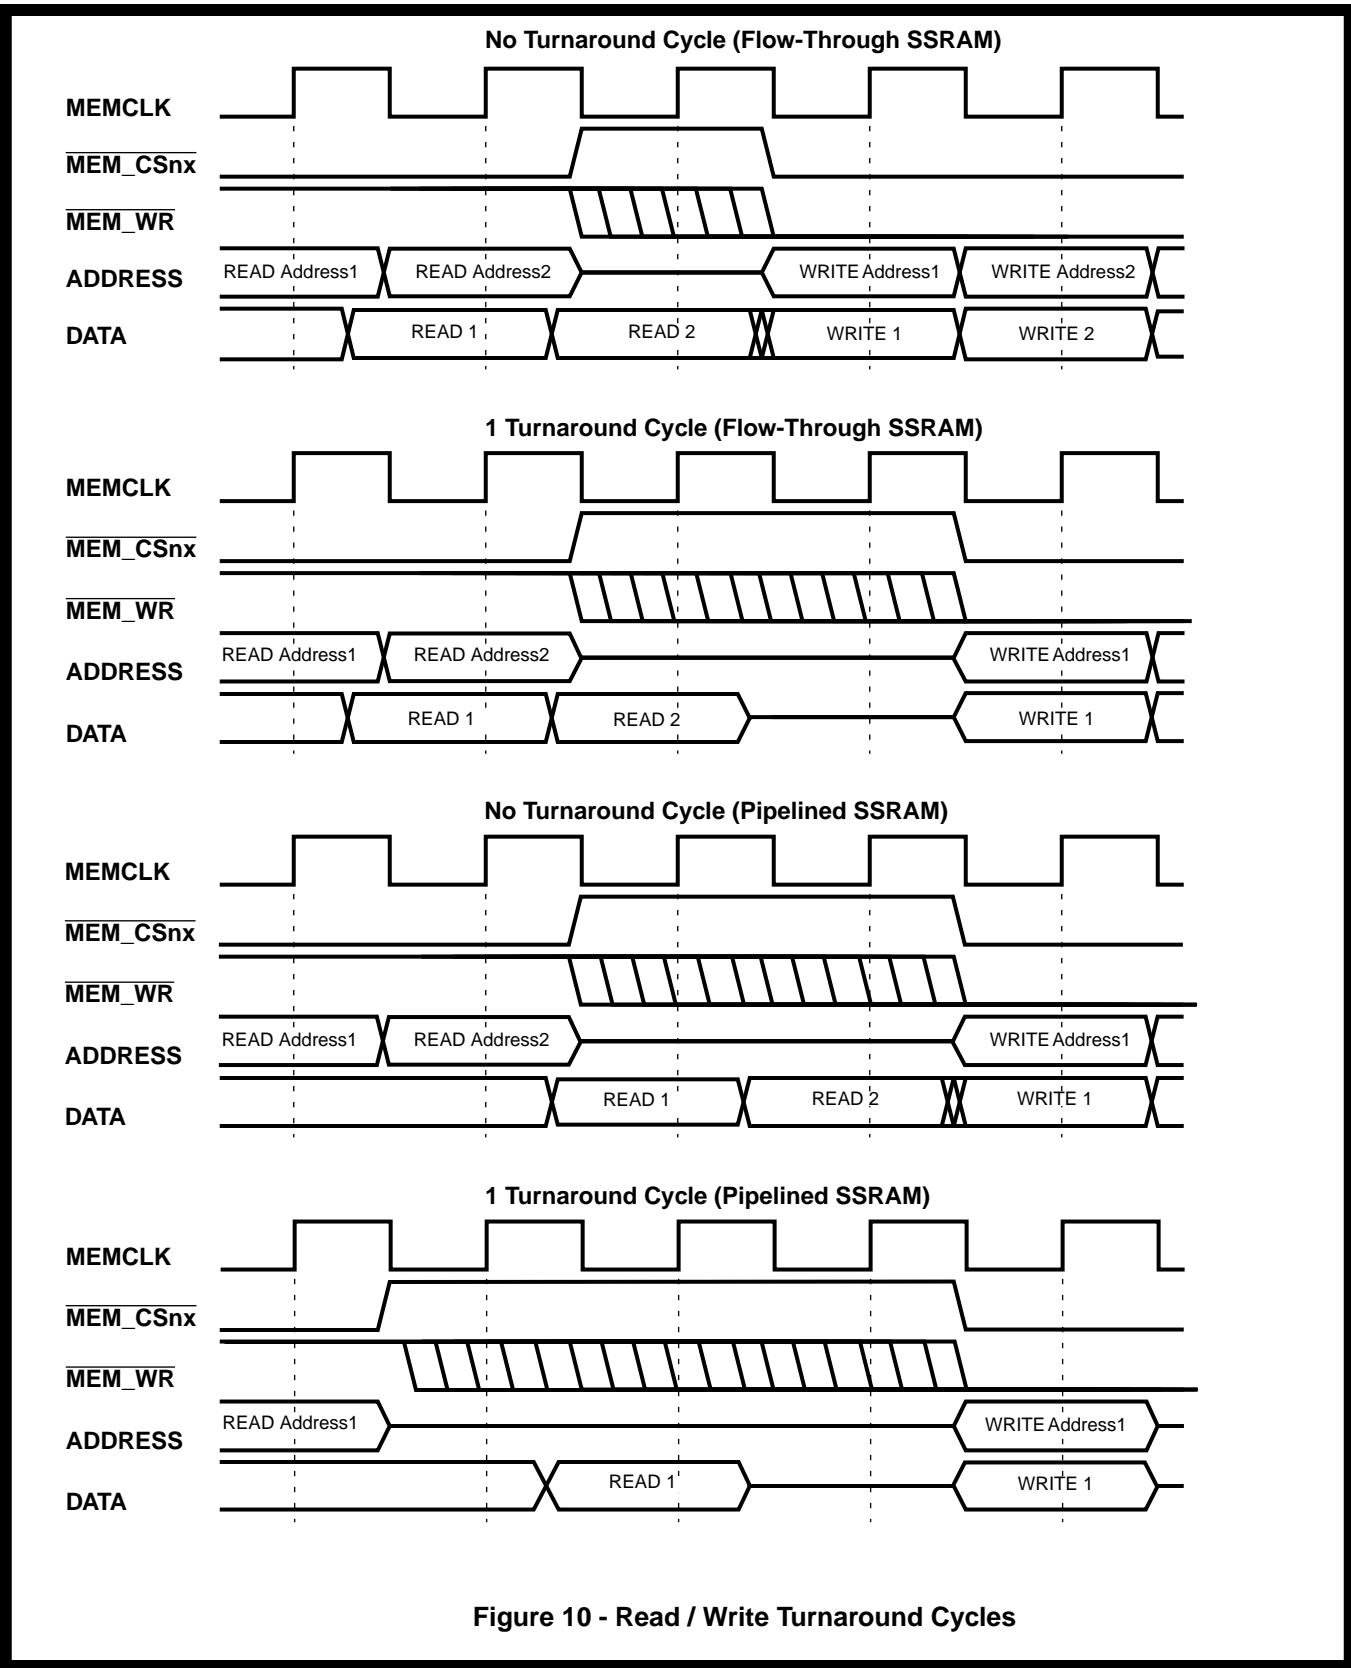 No Turnaround Cycle (Flow-Through SSRAM)
MEMCLK
MEM_CSnx
MEM_WR
ADDRESS READ Address1 READ Address2 WRITE Address1 WRITE Address2
DATA READ 1 READ 2 WRITE 1 WRITE 2
1 Turnaround Cycle (Flow-Through SSRAM)
MEMCLK
MEM_CSnx
MEM_WR
ADDRESS READ Address1 READ Address2 WRITE Address1
DATA READ 1 READ 2 WRITE 1
No Turnaround Cycle (Pipelined SSRAM)
MEMCLK
MEM_CSnx
MEM_WR
ADDRESS READ Address1 READ Address2 WRITE Address1
DATA READ 1 READ 2 WRITE 1
1 Turnaround Cycle (Pipelined SSRAM)
MEMCLK
MEM_CSnx
MEM_WR
ADDRESS READ Address1 WRITE Address1
DATA READ 1 WRITE 1
Figure 10 - Read / Write Turnaround Cycles